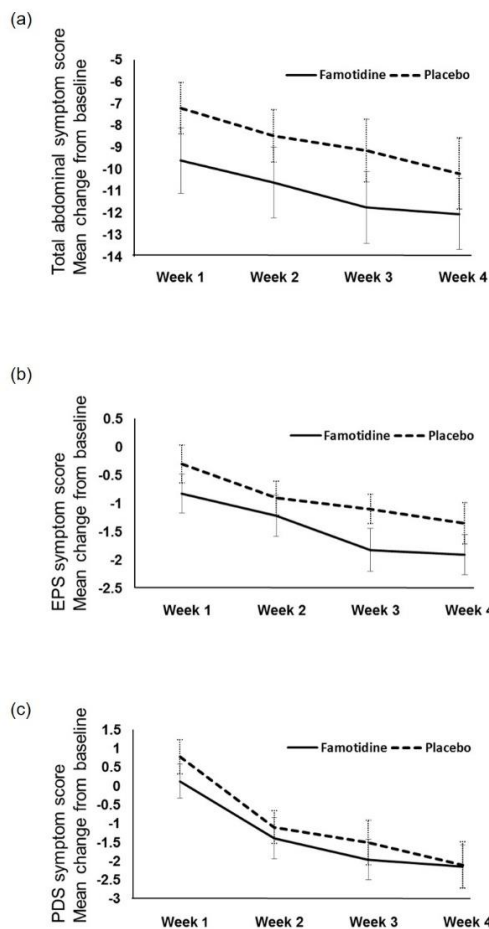 (a)
Total abdominal symptom score
Mean change from baseline
-5
-6
-7
-8
-9
-10
-11
-12
-13
-14
Famotidine
Placebo
Week 1 Week 2 Week 3 Week 4
(b)
EPS symptom score
Mean change from baseline
0.5
0
-0.5
-1
-1.5
-2
-2.5
Famotidine
Placebo
Week 1 Week 2 Week 3 Week 4
(c)
PDS symptom score
Mean change from baseline
1.5
1
0.5
0
-0.5
-1
-1.5
-2
-2.5
-3
Famotidine
Placebo
Week 1 Week 2 Week 3 Week 4